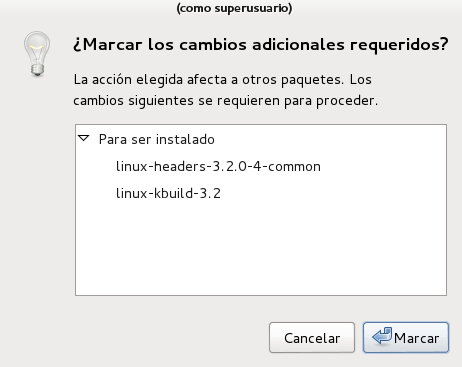 (como superusuario)
¿Marcar los cambios adicionales requeridos?
La acción elegida afecta a otros paquetes. Los
cambios siguientes se requieren para proceder.
Para ser instalado
linux-headers-3.2.0-4-common
linux-kbuild-3.2
Cancelar
Marcar